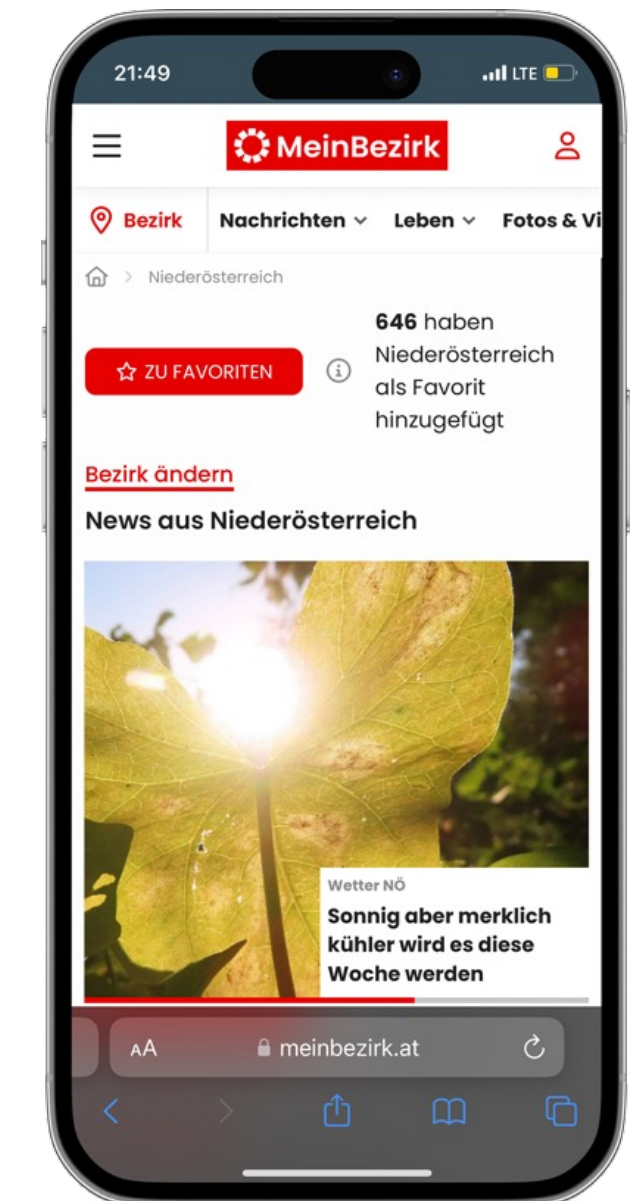 21:49
LTE
MeinBezirk
Bezirk
Nachrichten
Leben
Fotos & Vi
Niederösterreich
ZU FAVORITEN
646 haben
Niederösterreich
als Favorit
hinzugefügt
Bezirk ändern
News aus Niederösterreich
Wetter NÖ
Sonnig aber merklich
kühler wird es diese
Woche werden
AA
meinbezirk.at